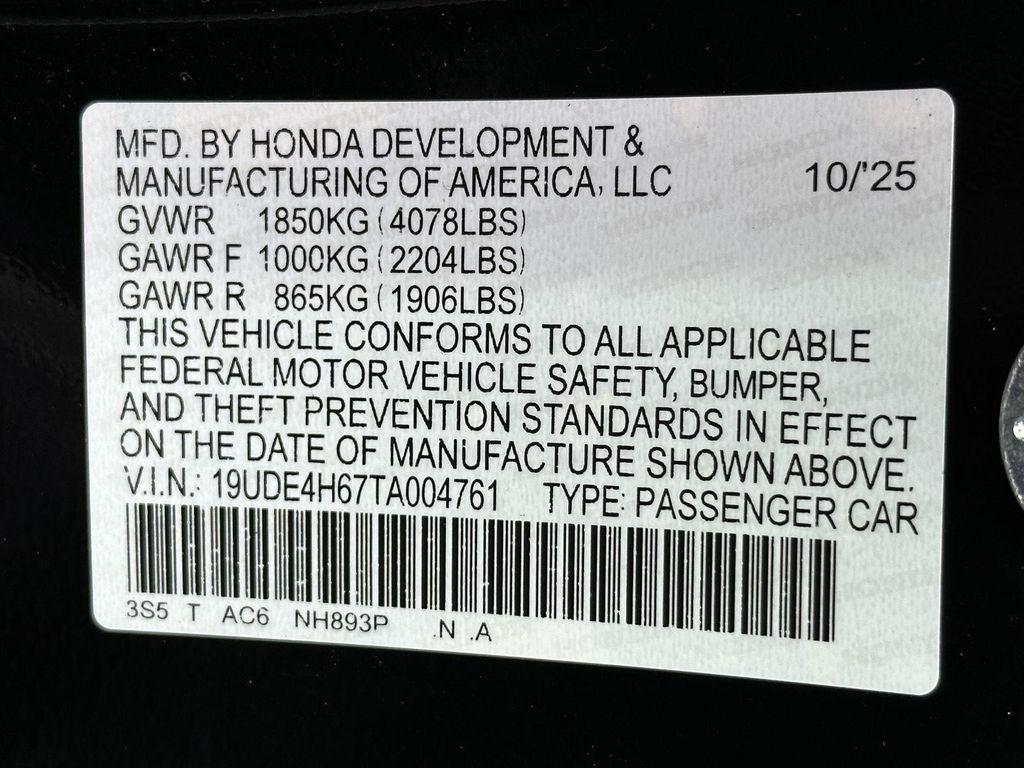 MFD. BY HONDA DEVELOPMENT &
MANUFACTURING OF AMERICA, LLC 10/'25
GVWR 1850KG (4078LBS)
GAWR F 1000KG (2204LBS)
GAWR R 865KG (1906LBS)
THIS VEHICLE CONFORMS TO ALL APPLICABLE
FEDERAL MOTOR VEHICLE SAFETY, BUMPER,
AND THEFT PREVENTION STANDARDS IN EFFECT
ON THE DATE OF MANUFACTURE SHOWN ABOVE.
V.I.N.: 19UDE4H67TA004761 TYPE: PASSENGER CAR
3S5 T AC6 NH893P .N .A